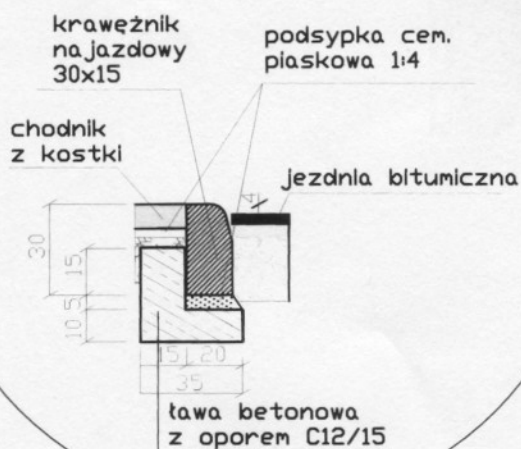 krawężnik
najazdowy
30x15
podsypka cem.
piaskowa 1:4
chodnik
z kostki
jezdnia bitumiczna
4
30
15
5
10
15 20
35
ława betonowa
z oporem C12/15